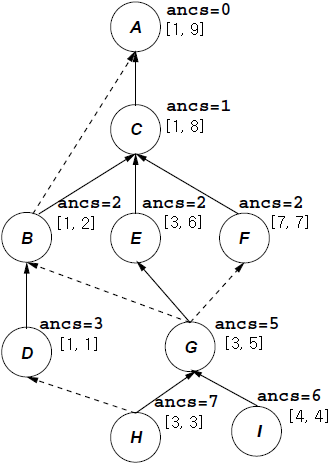 A
ancs=0
[1, 9]
C
ancs=1
[1, 8]
B
ancs=2
[1, 2]
E
ancs=2
[3, 6]
F
ancs=2
[7, 7]
D
ancs=3
[1, 1]
G
ancs=5
[3, 5]
H
ancs=7
[3, 3]
I
ancs=6
[4, 4]